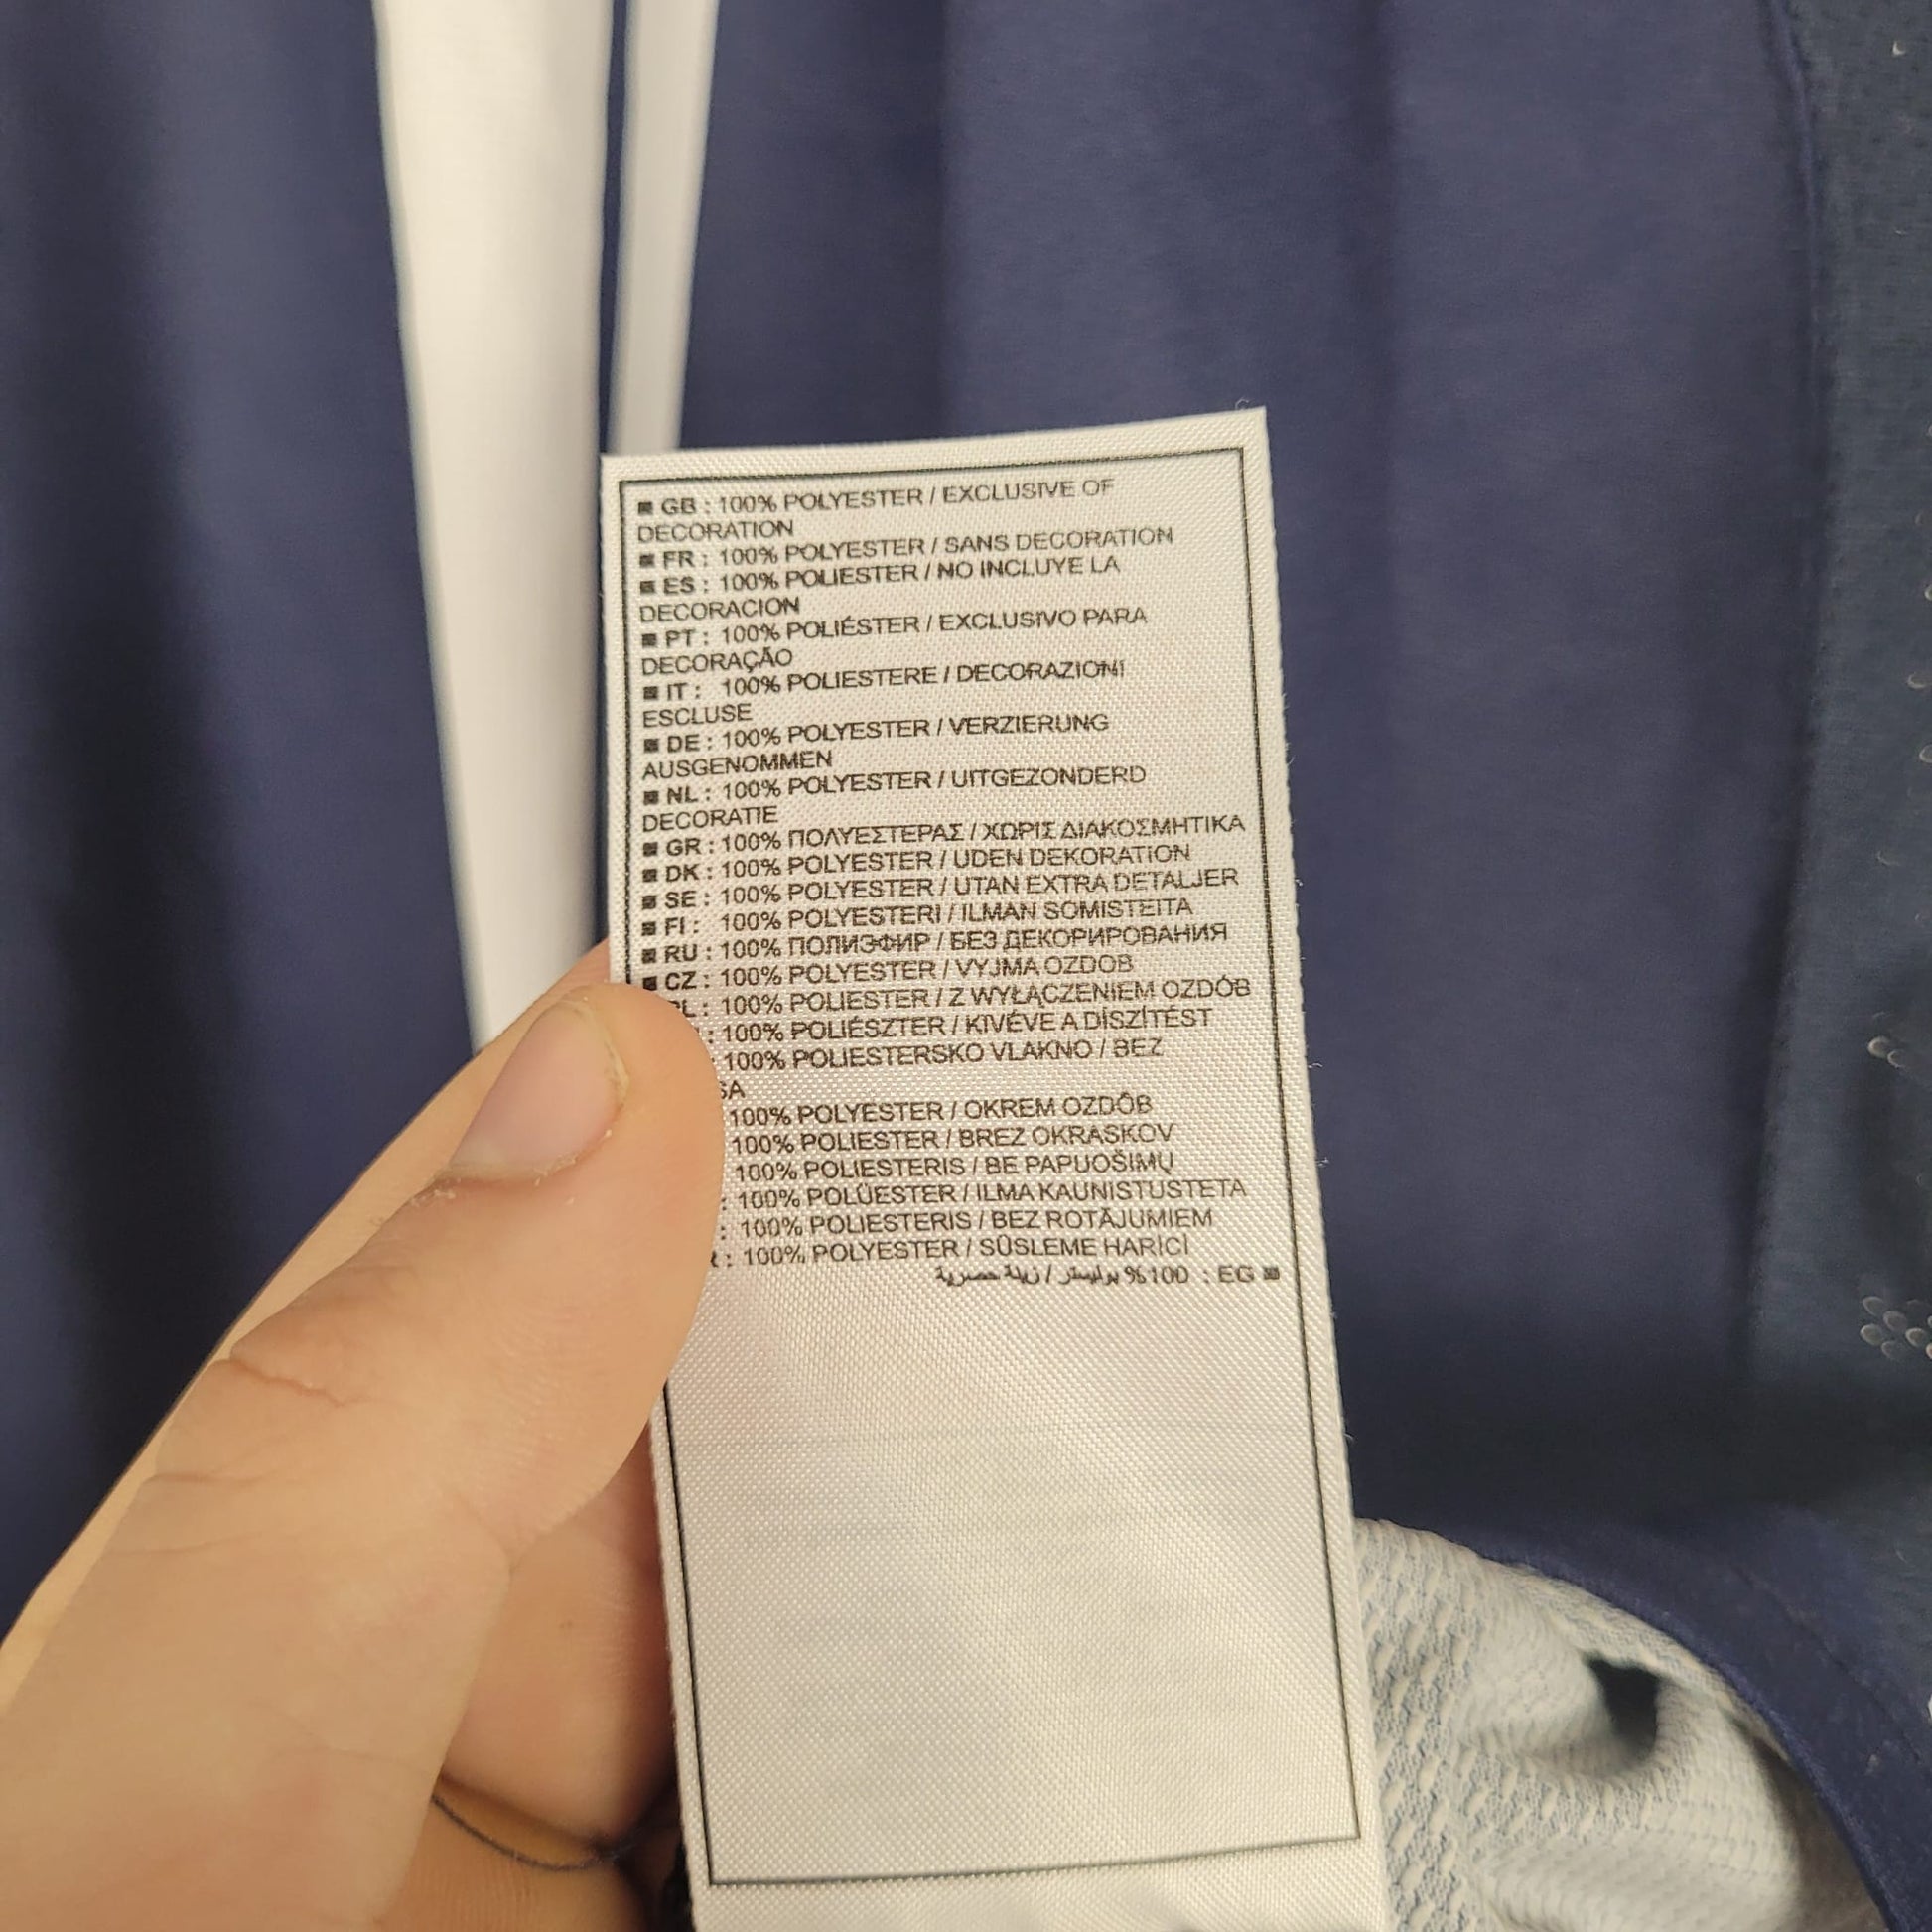 GB : 100% POLYESTER / EXCLUSIVE OF
DECORATION
FR : 100% POLYESTER / SANS DECORATION
ES : 100% POLIESTER / NO INCLUYE LA
DECORACION
PT : 100% POLIÉSTER / EXCLUSIVO PARA
DECORAÇÃO
IT : 100% POLIESTERE / DECORAZIONI
ESCLUSE
DE : 100% POLYESTER / VERZIERUNG
AUSGENOMMEN
NL : 100% POLYESTER / UITGEZONDERD
DECORATIE
GR : 100% ΠΟΛΥΕΣΤΕΡΑΣ / ΧΩΡΙΣ ΔΙΑΚΟΣΜΗΤΙΚΑ
DK : 100% POLYESTER / UDEN DEKORATION
SE : 100% POLYESTER / UTAN EXTRA DETALJER
FI : 100% POLYESTERI / ILMAN SOMISTEITA
RU : 100% ПОЛИЭФИР / БЕЗ ДЕКОРИРОВАНИЯ
CZ : 100% POLYESTER / VYJMA OZDOB
L : 100% POLIESTER / Z WYŁĄCZENIEM OZDÓB
: 100% POLIÉSZTER / KIVÉVE A DÍSZÍTÉST
100% POLIESTERSKO VLAKNO / BEZ
SA
100% POLYESTER / OKREM OZDÔB
100% POLIESTER / BREZ OKRASKOV
100% POLIESTERIS / BE PAPUOŠIMŲ
: 100% POLÜESTER / ILMA KAUNISTUSTETA
: 100% POLIESTERIS / BEZ ROTĀJUMIEM
R : 100% POLYESTER / SÜSLEME HARİCİ
EG : 100% بوليستر / زينة حصرية